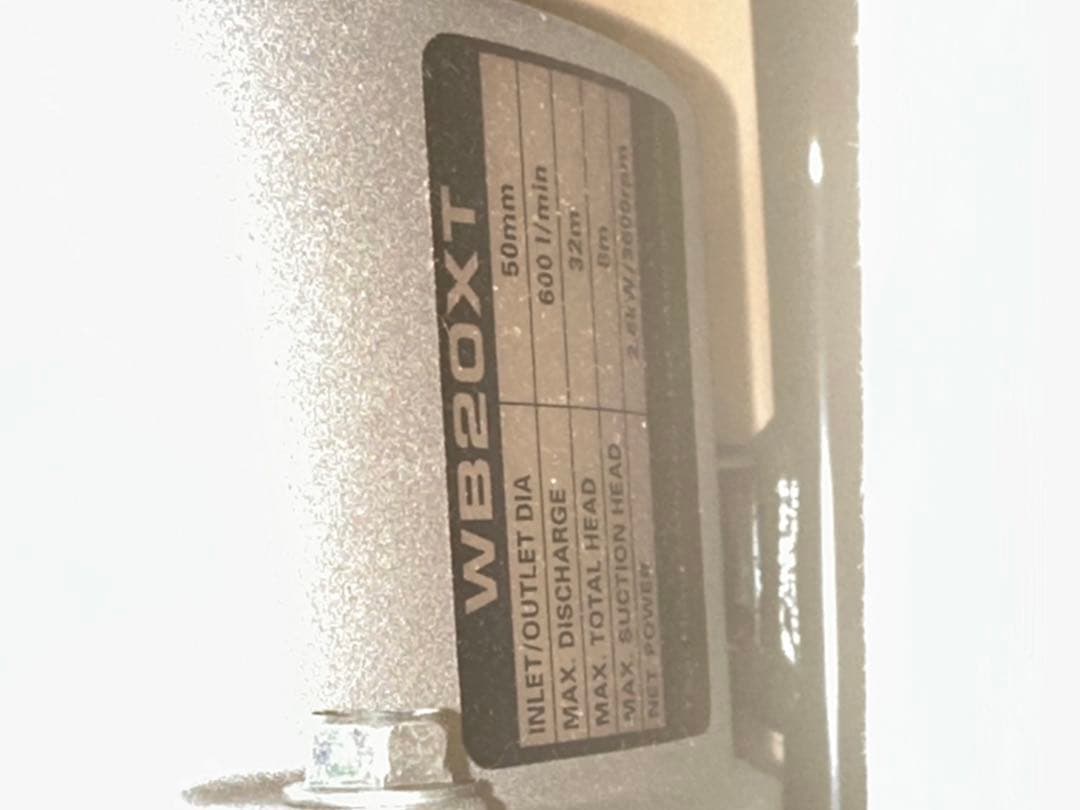 WB20XT
INLET/OUTLET DIA 50mm
MAX. DISCHARGE 600 l/min
MAX. TOTAL HEAD 32m
MAX. SUCTION HEAD 8m
NET POWER /3600rpm